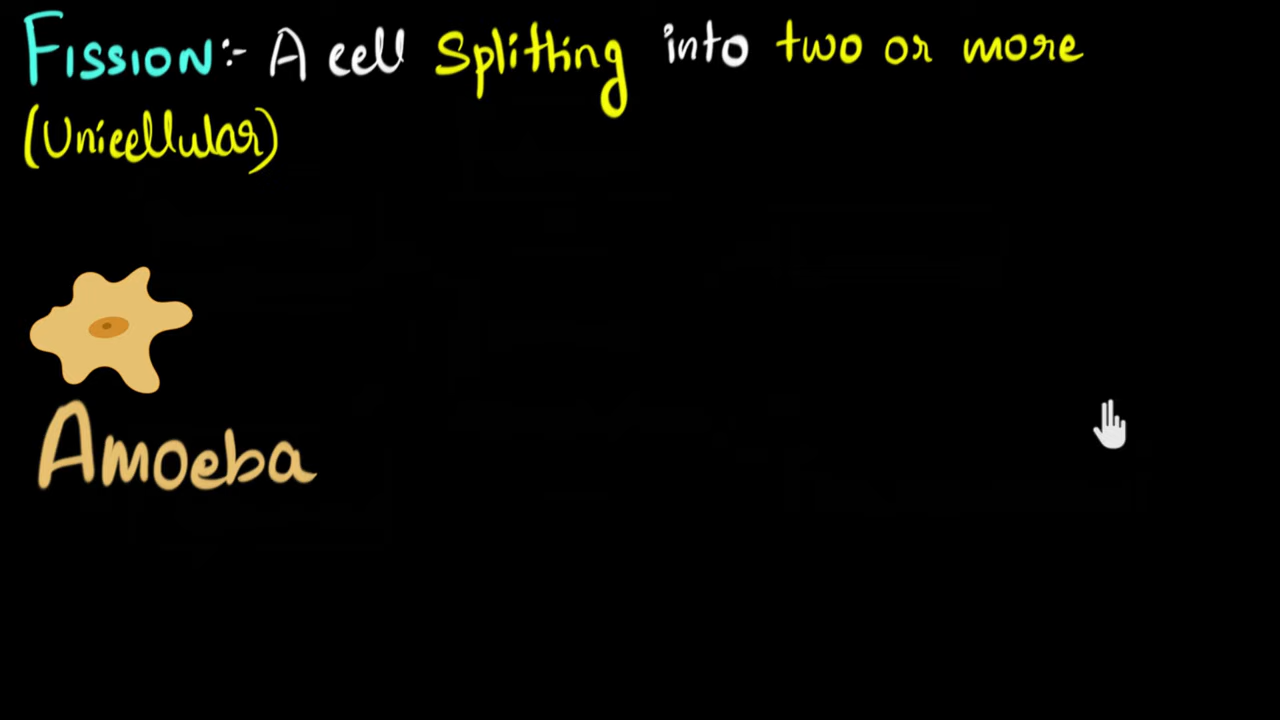 FISSION:- A cell Splitting into two or more
(Unicellular)
Amoeba